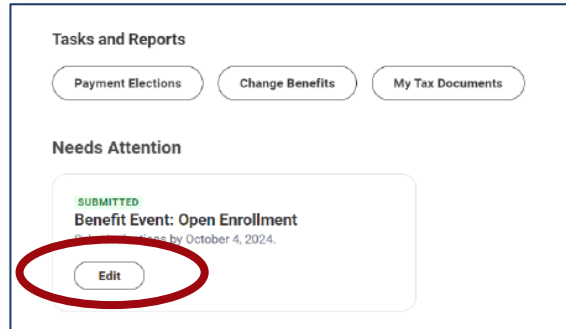 Tasks and Reports
Payment Elections Change Benefits My Tax Documents
Needs Attention
SUBMITTED
Benefit Event: Open Enrollment
by October 4, 2024.
Edit